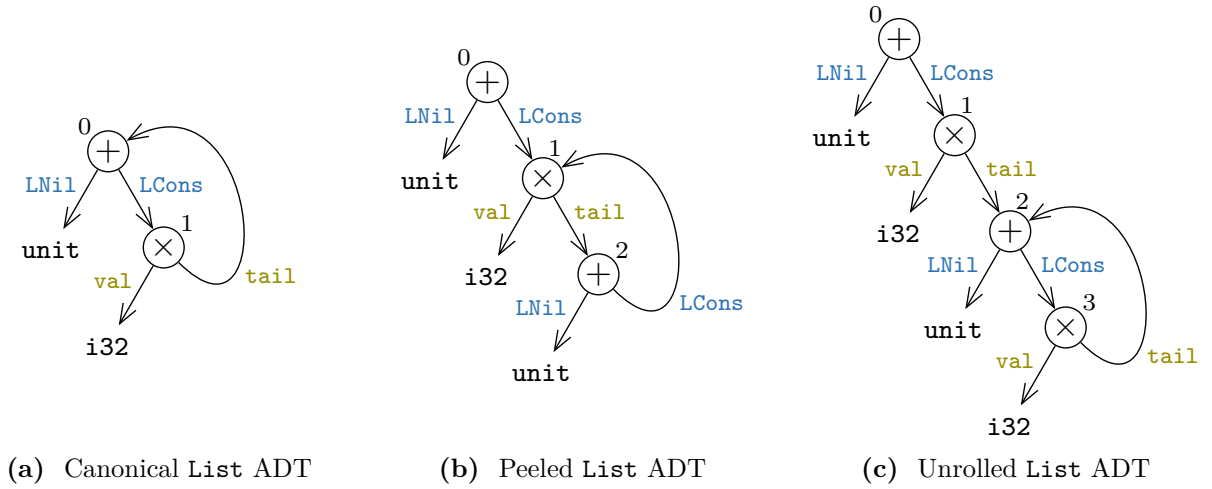 0
LNil
LCons
1
unit
val
tail
i32
(a) Canonical List ADT
0
LNil
LCons
1
unit
val
tail
2
i32
LNil
LCons
unit
(b) Peeled List ADT
0
LNil
LCons
1
unit
val
tail
2
i32
LNil
LCons
3
unit
val
tail
i32
(c) Unrolled List ADT